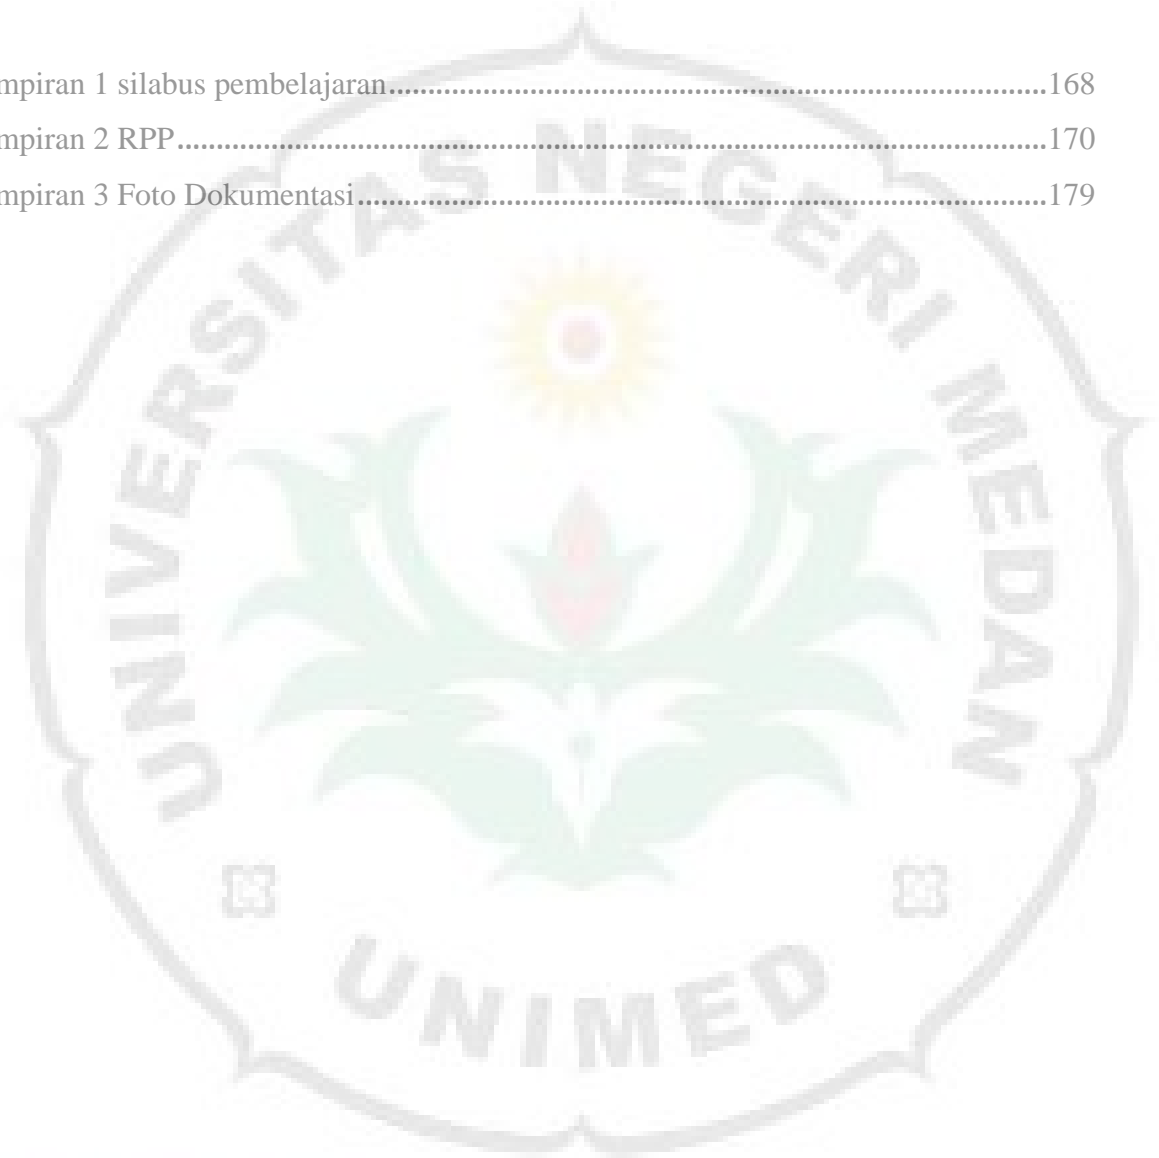 mpiran 1 silabus pembelajaran..........168
mpiran 2 RPP..........170
mpiran 3 Foto Dokumentasi..........179
UNIVERSITAS NEGERI MEDAN
UNIMED